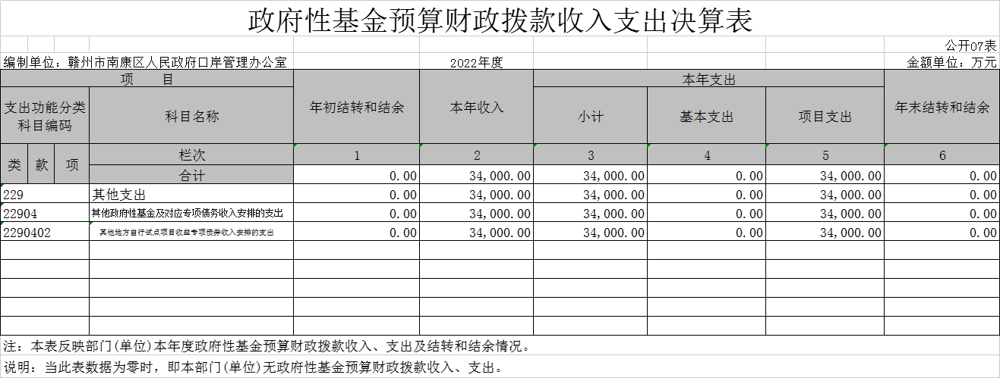 政府性基金预算财政拨款收入支出决算表
公开07表
编制单位：赣州市南康区人民政府口岸管理办公室 2022年度 金额单位：万元
项 目 年初结转和结余 本年收入 本年支出 年末结转和结余
支出功能分类科目编码 科目名称 小计 基本支出 项目支出
类 款 项 栏次 1 2 3 4 5 6
合计 0.00 34,000.00 34,000.00 0.00 34,000.00 0.00
229 其他支出 0.00 34,000.00 34,000.00 0.00 34,000.00 0.00
22904 其他政府性基金及对应专项债务收入安排的支出 0.00 34,000.00 34,000.00 0.00 34,000.00 0.00
2290402 其他地方自行试点项目收益专项债券收入安排的支出 0.00 34,000.00 34,000.00 0.00 34,000.00 0.00
注：本表反映部门(单位)本年度政府性基金预算财政拨款收入、支出及结转和结余情况。
说明：当此表数据为零时，即本部门(单位)无政府性基金预算财政拨款收入、支出。